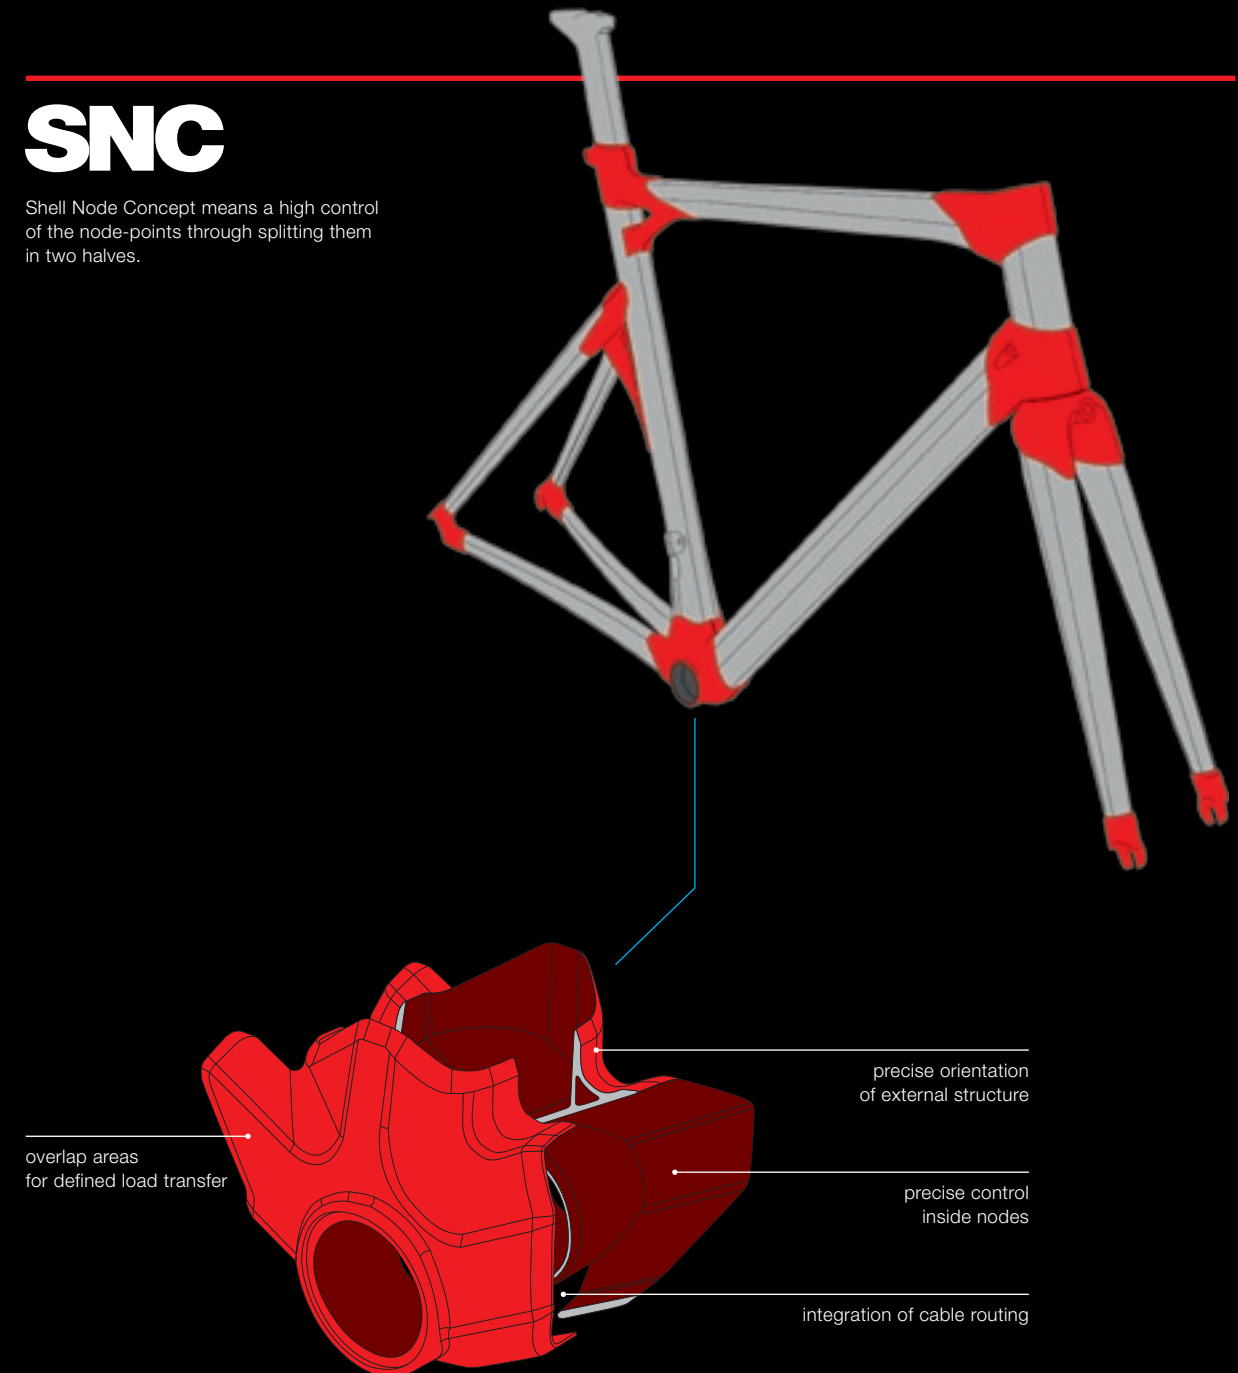 SNC
Shell Node Concept means a high control
of the node-points through splitting them
in two halves.
precise orientation
of external structure
overlap areas
for defined load transfer
precise control
inside nodes
integration of cable routing